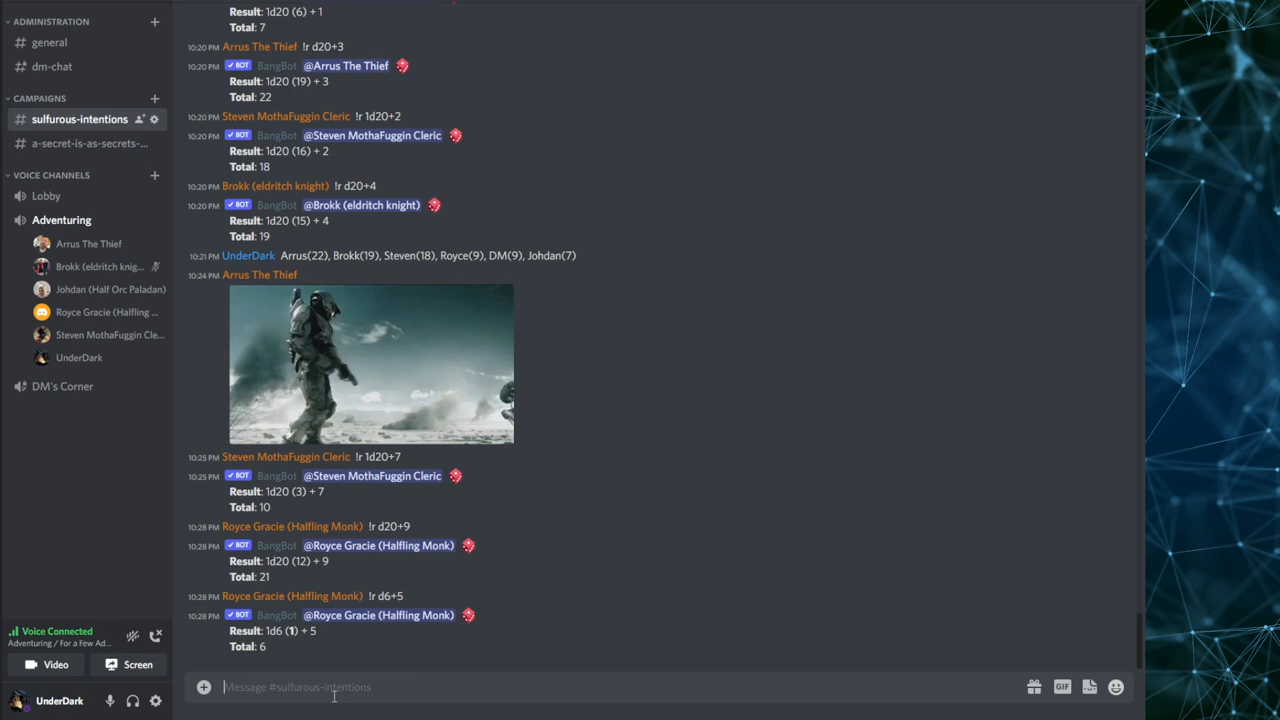 ADMINISTRATION
general
dm-chat
CAMPAIGNS
sulfurous-intentions
a-secret-is-as-secrets-...
VOICE CHANNELS
Lobby
Adventuring
Arrus The Thief
Brokk (eldritch knig...
Johdan (Half Orc Paladan)
Royce Gracie (Halfling ...
Steven MothaFuggin Cle...
UnderDark
DM's Corner
Voice Connected
Adventuring / For a Few Ad...
Video
Screen
UnderDark
Result: 1d20 (6) + 1
Total: 7
10:20 PM Arrus The Thief !r d20+3
10:20 PM ✓ BOT BangBot @Arrus The Thief
Result: 1d20 (19) + 3
Total: 22
10:20 PM Steven MothaFuggin Cleric !r 1d20+2
10:20 PM ✓ BOT BangBot @Steven MothaFuggin Cleric
Result: 1d20 (16) + 2
Total: 18
10:20 PM Brokk (eldritch knight) !r d20+4
10:20 PM ✓ BOT BangBot @Brokk (eldritch knight)
Result: 1d20 (15) + 4
Total: 19
10:21 PM UnderDark Arrus(22), Brokk(19), Steven(18), Royce(9), DM(9), Johdan(7)
10:24 PM Arrus The Thief
10:25 PM Steven MothaFuggin Cleric !r 1d20+7
10:25 PM ✓ BOT BangBot @Steven MothaFuggin Cleric
Result: 1d20 (3) + 7
Total: 10
10:28 PM Royce Gracie (Halfling Monk) !r d20+9
10:28 PM ✓ BOT BangBot @Royce Gracie (Halfling Monk)
Result: 1d20 (12) + 9
Total: 21
10:28 PM Royce Gracie (Halfling Monk) !r d6+5
10:28 PM ✓ BOT BangBot @Royce Gracie (Halfling Monk)
Result: 1d6 (1) + 5
Total: 6
Message #sulfurous-intentions
GIF